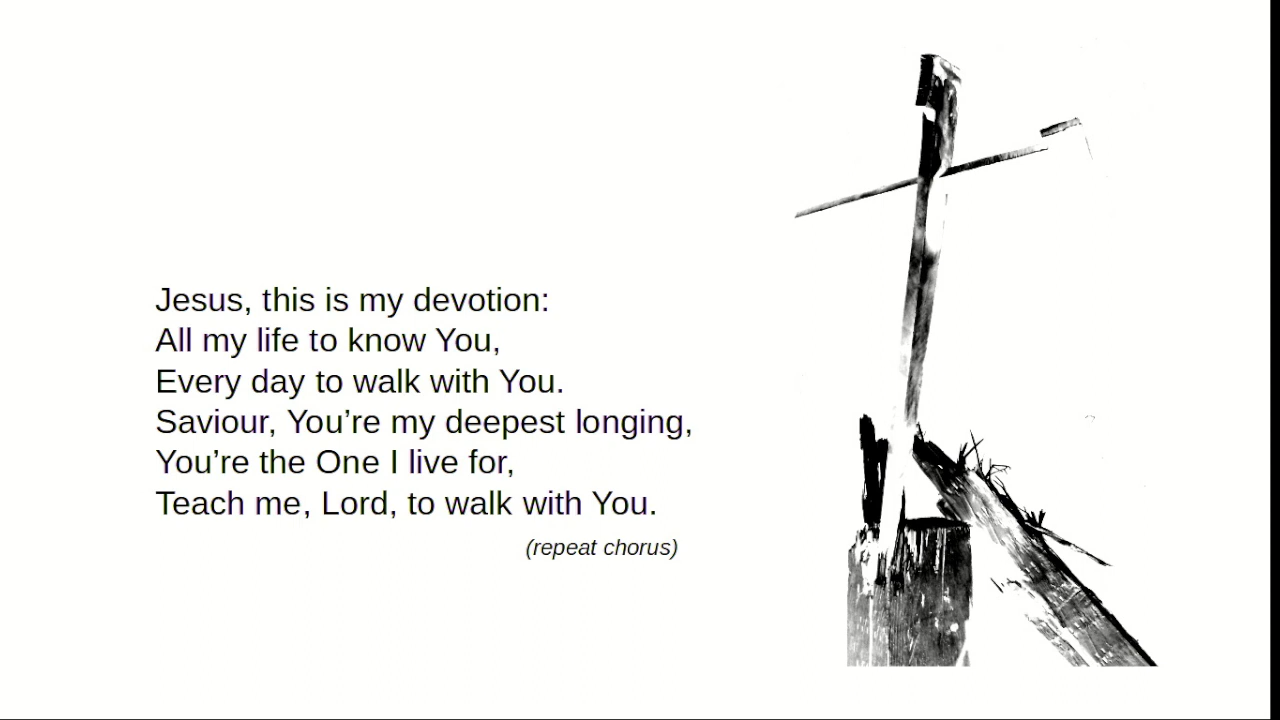 Jesus, this is my devotion:
All my life to know You,
Every day to walk with You.
Saviour, You’re my deepest longing,
You’re the One I live for,
Teach me, Lord, to walk with You.
(repeat chorus)